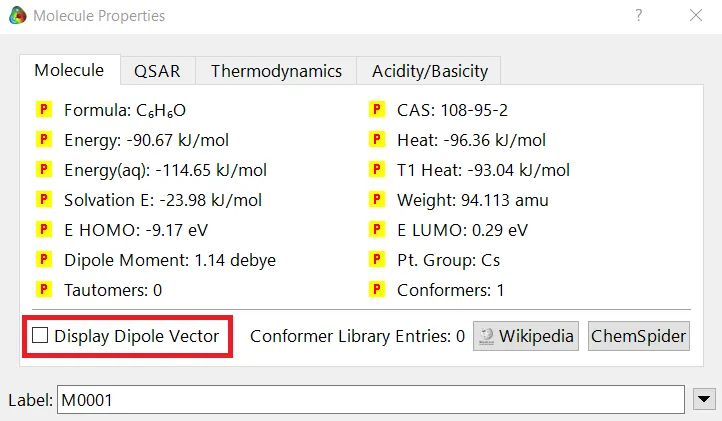 Molecule Properties
? ×
Molecule QSAR Thermodynamics Acidity/Basicity
P Formula: C₆H₆O P CAS: 108-95-2
P Energy: -90.67 kJ/mol P Heat: -96.36 kJ/mol
P Energy(aq): -114.65 kJ/mol P T1 Heat: -93.04 kJ/mol
P Solvation E: -23.98 kJ/mol P Weight: 94.113 amu
P E HOMO: -9.17 eV P E LUMO: 0.29 eV
P Dipole Moment: 1.14 debye P Pt. Group: Cs
P Tautomers: 0 P Conformers: 1
Display Dipole Vector Conformer Library Entries: 0 Wikipedia ChemSpider
Label: M0001